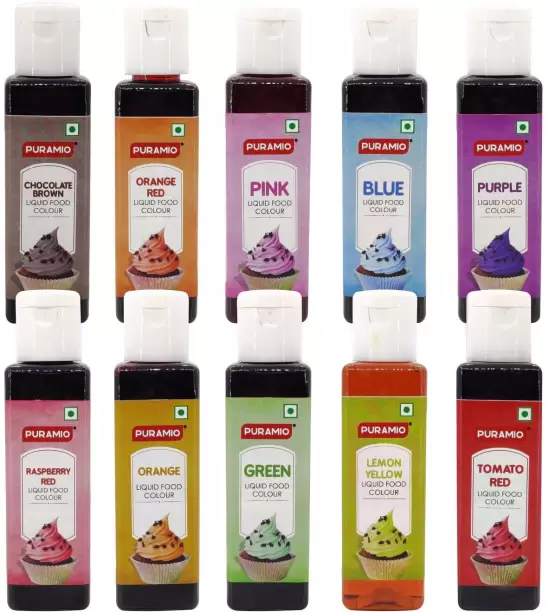 PURAMIO
CHOCOLATE
BROWN
LIQUID FOOD
COLOUR
PURAMIO
ORANGE
RED
LIQUID FOOD
COLOUR
PURAMIO
PINK
LIQUID FOOD
COLOUR
PURAMIO
BLUE
LIQUID FOOD
COLOUR
PURAMIO
PURPLE
LIQUID FOOD
COLOUR
PURAMIO
RASPBERRY
RED
LIQUID FOOD
COLOUR
PURAMIO
ORANGE
LIQUID FOOD
COLOUR
PURAMIO
GREEN
LIQUID FOOD
COLOUR
PURAMIO
LEMON
YELLOW
LIQUID FOOD
COLOUR
PURAMIO
TOMATO
RED
LIQUID FOOD
COLOUR